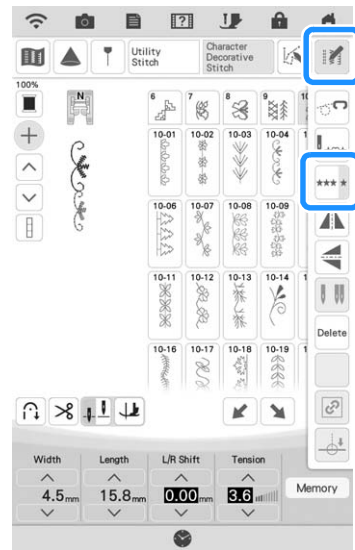 Utility Stitch
Character Decorative Stitch
100%
N
6 7 8 9
10-01 10-02 10-03 10-04
10-06 10-07 10-08 10-09
10-11 10-12 10-13 10-14
10-16 10-17 10-18 10-19
Delete
Width Length L/R Shift Tension
4.5mm 15.8mm 0.00mm 3.6
Memory